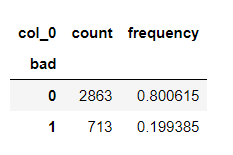 col_0 count frequency
bad
0 2863 0.800615
1 713 0.199385